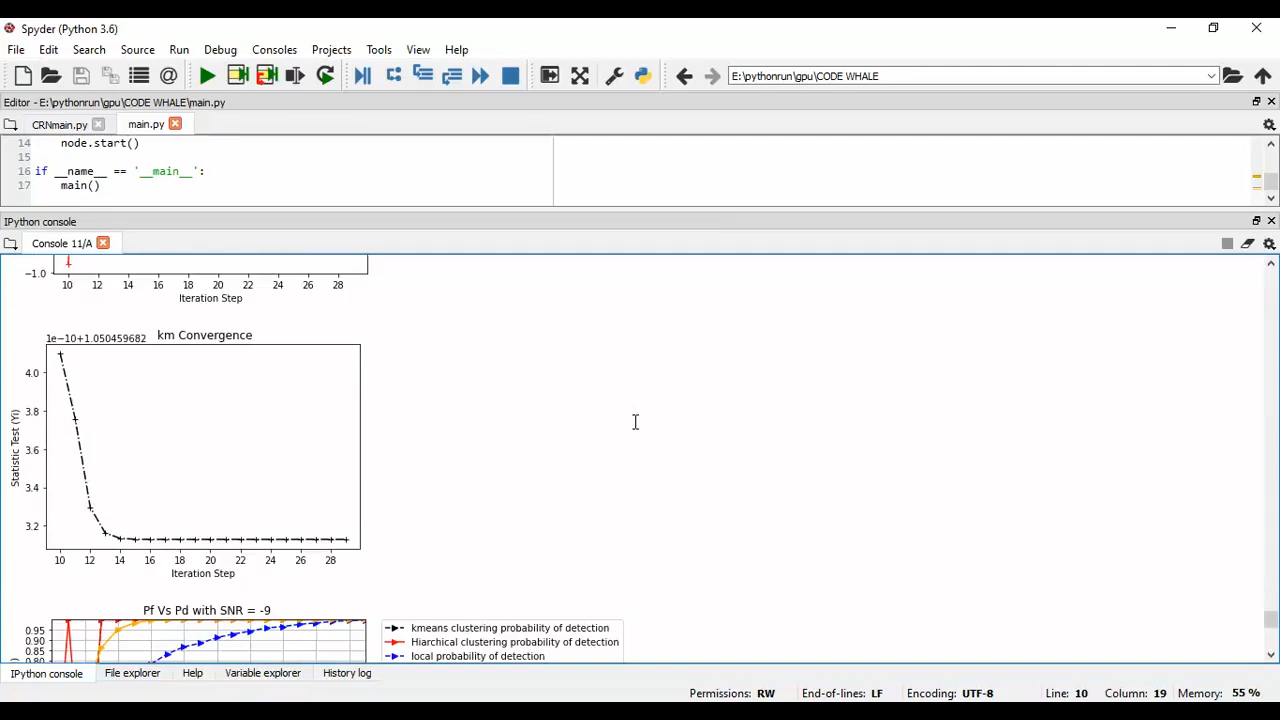 Spyder (Python 3.6)
File Edit Search Source Run Debug Consoles Projects Tools View Help
E:\pythonrun\gpu\CODE WHALE
Editor - E:\pythonrun\gpu\CODE WHALE\main.py
CRNmain.py main.py
14 node.start()
15
16 if __name__ == '__main__':
17 main()
IPython console
Console 11/A
−1.0
10 12 14 16 18 20 22 24 26 28
Iteration Step
1e−10+1.050459682 km Convergence
4.0
3.8
3.6
3.4
3.2
Statistic Test (Yi)
10 12 14 16 18 20 22 24 26 28
Iteration Step
Pf Vs Pd with SNR = -9
0.95
0.90
0.85
0.80
kmeans clustering probability of detection
Hiarchical clustering probability of detection
local probability of detection
IPython console File explorer Help Variable explorer History log
Permissions: RW End-of-lines: LF Encoding: UTF-8 Line: 10 Column: 19 Memory: 55 %